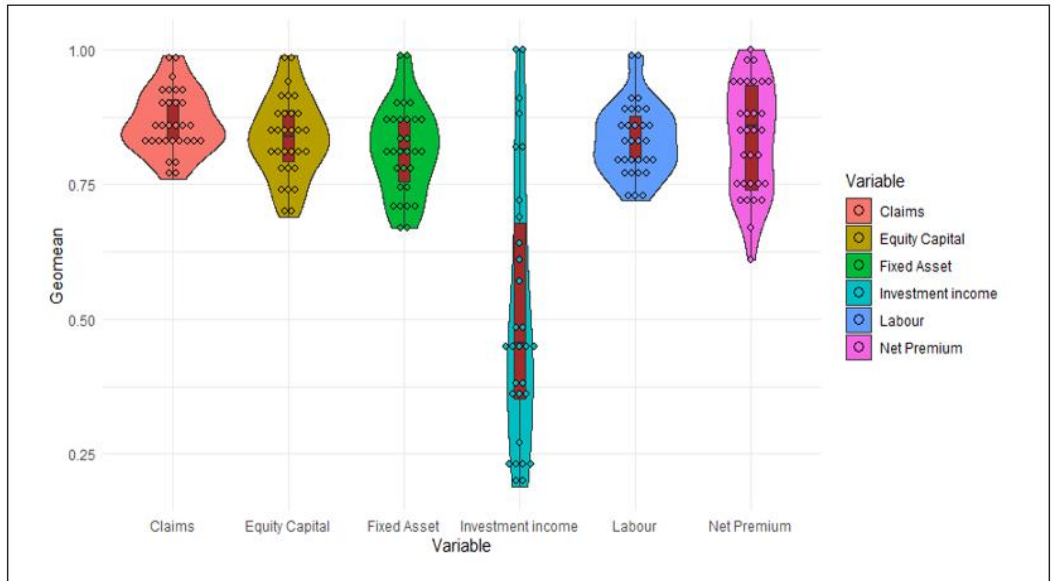 1.00
0.75
0.50
0.25
Geomean
Claims
Equity Capital
Fixed Asset
Investment income
Labour
Net Premium
Variable
Variable
Claims
Equity Capital
Fixed Asset
Investment income
Labour
Net Premium